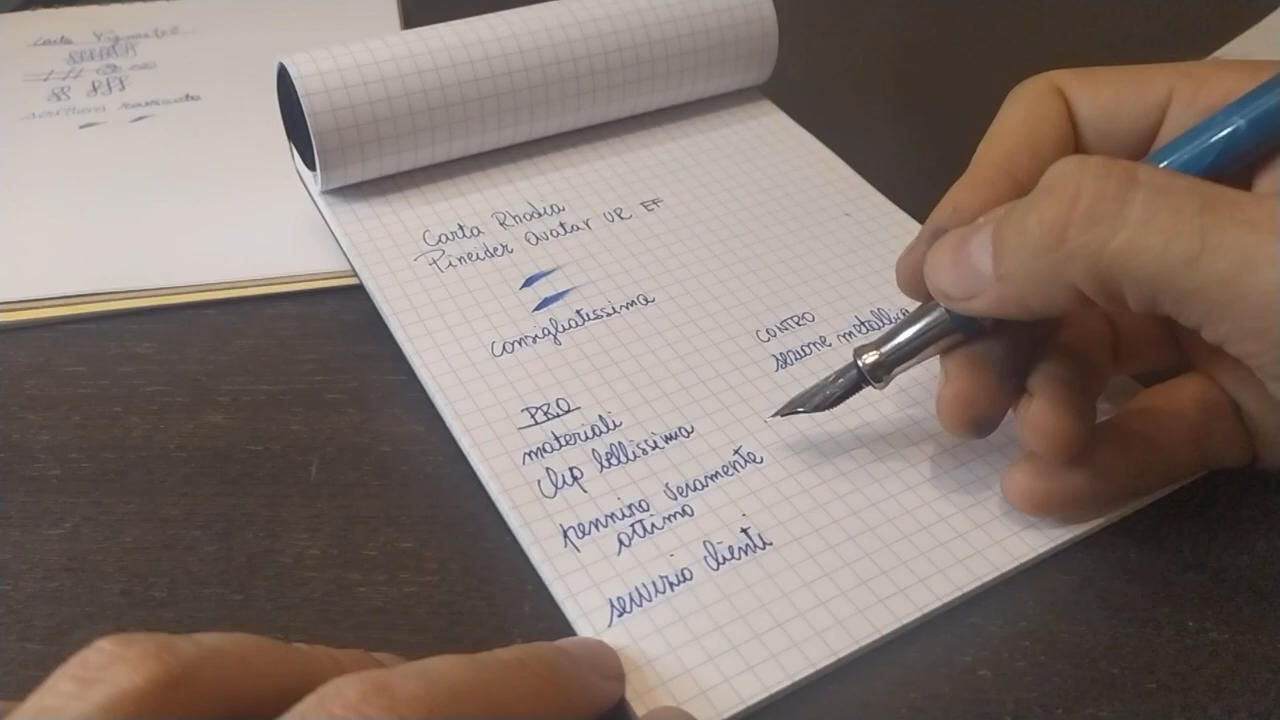 Carta Rhodia
Pineider Avatar UR EF
consigliatissima
PRO
materiali
clip bellissima
pennino veramente
ottimo
servizio clienti
CONTRO
sezione metallica